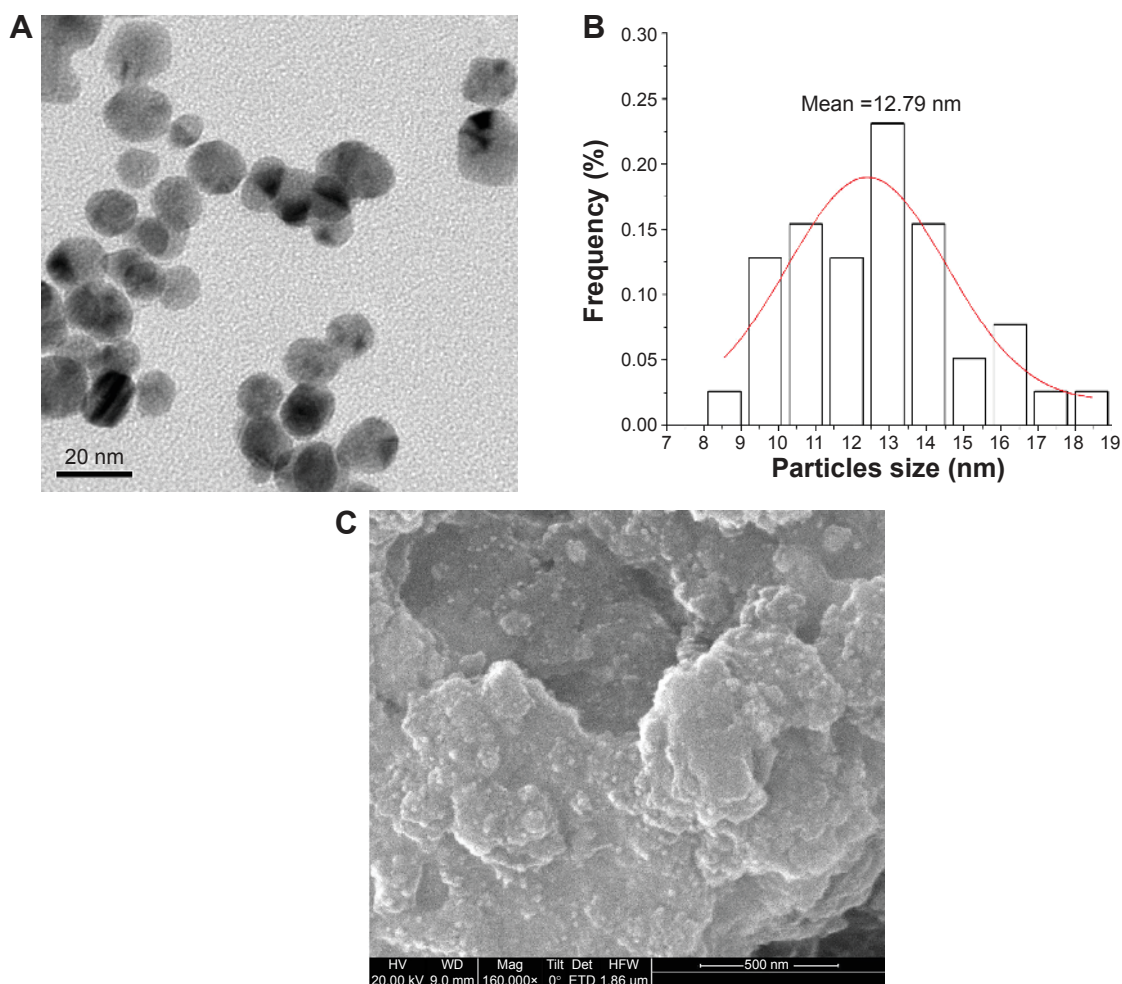 A
20 nm
B
Mean =12.79 nm
Frequency (%)
0.30
0.25
0.20
0.15
0.10
0.05
0.00
7 8 9 10 11 12 13 14 15 16 17 18 19
Particles size (nm)
C
HV WD Mag Tilt Det HFW
20.00 kV 9.0 mm 160,000× 0° ETD 1.86 µm
500 nm